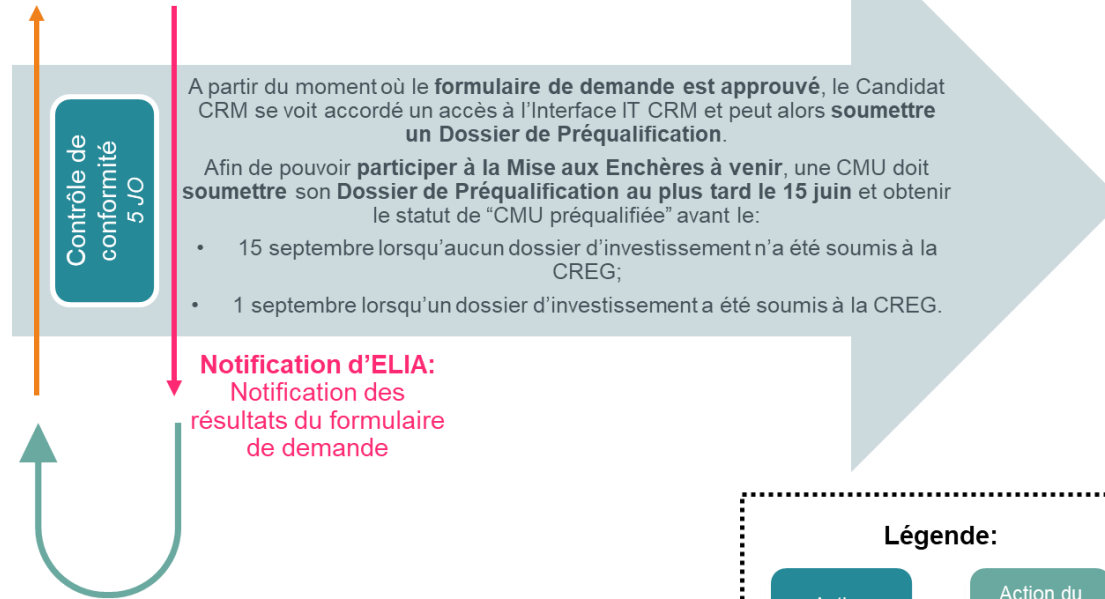 A partir du moment où le formulaire de demande est approuvé, le Candidat
CRM se voit accordé un accès à l'Interface IT CRM et peut alors soumettre
un Dossier de Préqualification.
Afin de pouvoir participer à la Mise aux Enchères à venir, une CMU doit
soumettre son Dossier de Préqualification au plus tard le 15 juin et obtenir
le statut de “CMU préqualifiée” avant le:
• 15 septembre lorsqu'aucun dossier d'investissement n'a été soumis à la
CREG;
• 1 septembre lorsqu'un dossier d'investissement a été soumis à la CREG.
Contrôle de
conformité
5 JO
Notification d'ELIA:
Notification des
résultats du formulaire
de demande
Légende:
Action du